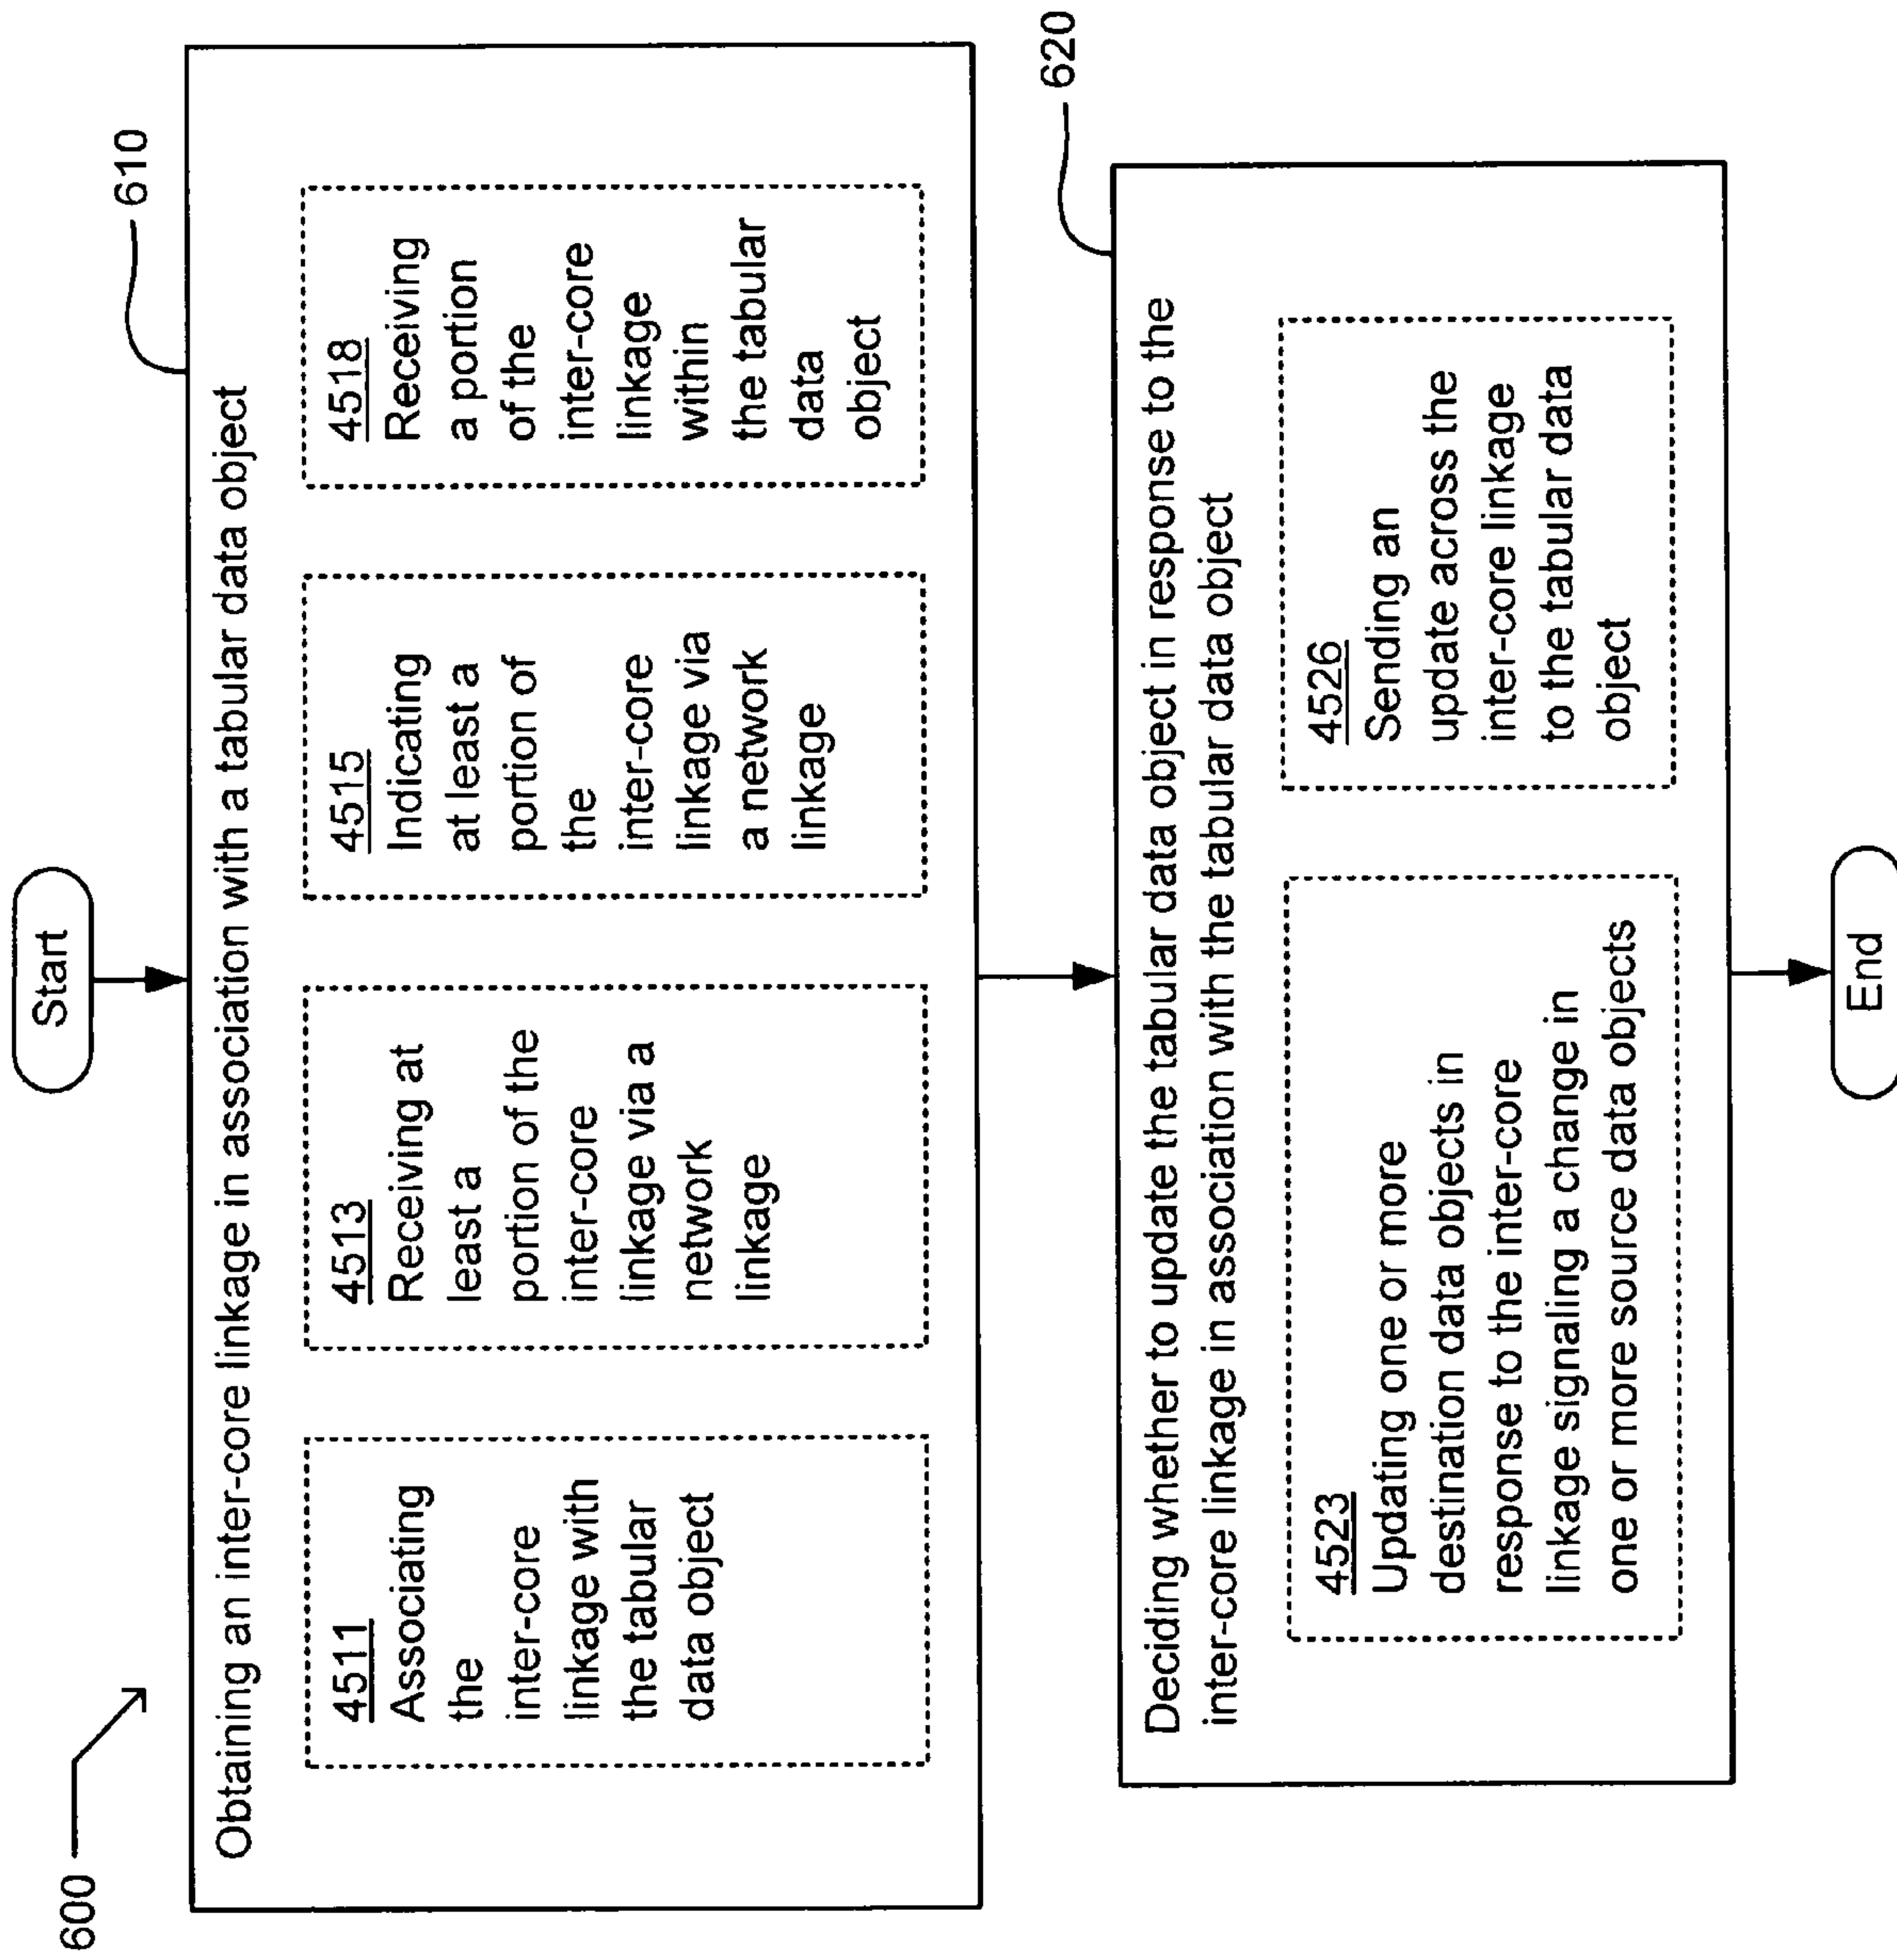 600
Start
610
Obtaining an inter-core linkage in association with a tabular data object
4511
Associating
the
inter-core
linkage with
the tabular
data object
4513
Receiving at
least a
portion of the
inter-core
linkage via a
network
linkage
4515
Indicating
at least a
portion of
the
inter-core
linkage via
a network
linkage
4518
Receiving
a portion
of the
inter-core
linkage
within
the tabular
data
object
620
Deciding whether to update the tabular data object in response to the
inter-core linkage in association with the tabular data object
4523
Updating one or more
destination data objects in
response to the inter-core
linkage signaling a change in
one or more source data objects
4526
Sending an
update across the
inter-core linkage
to the tabular data
object
End